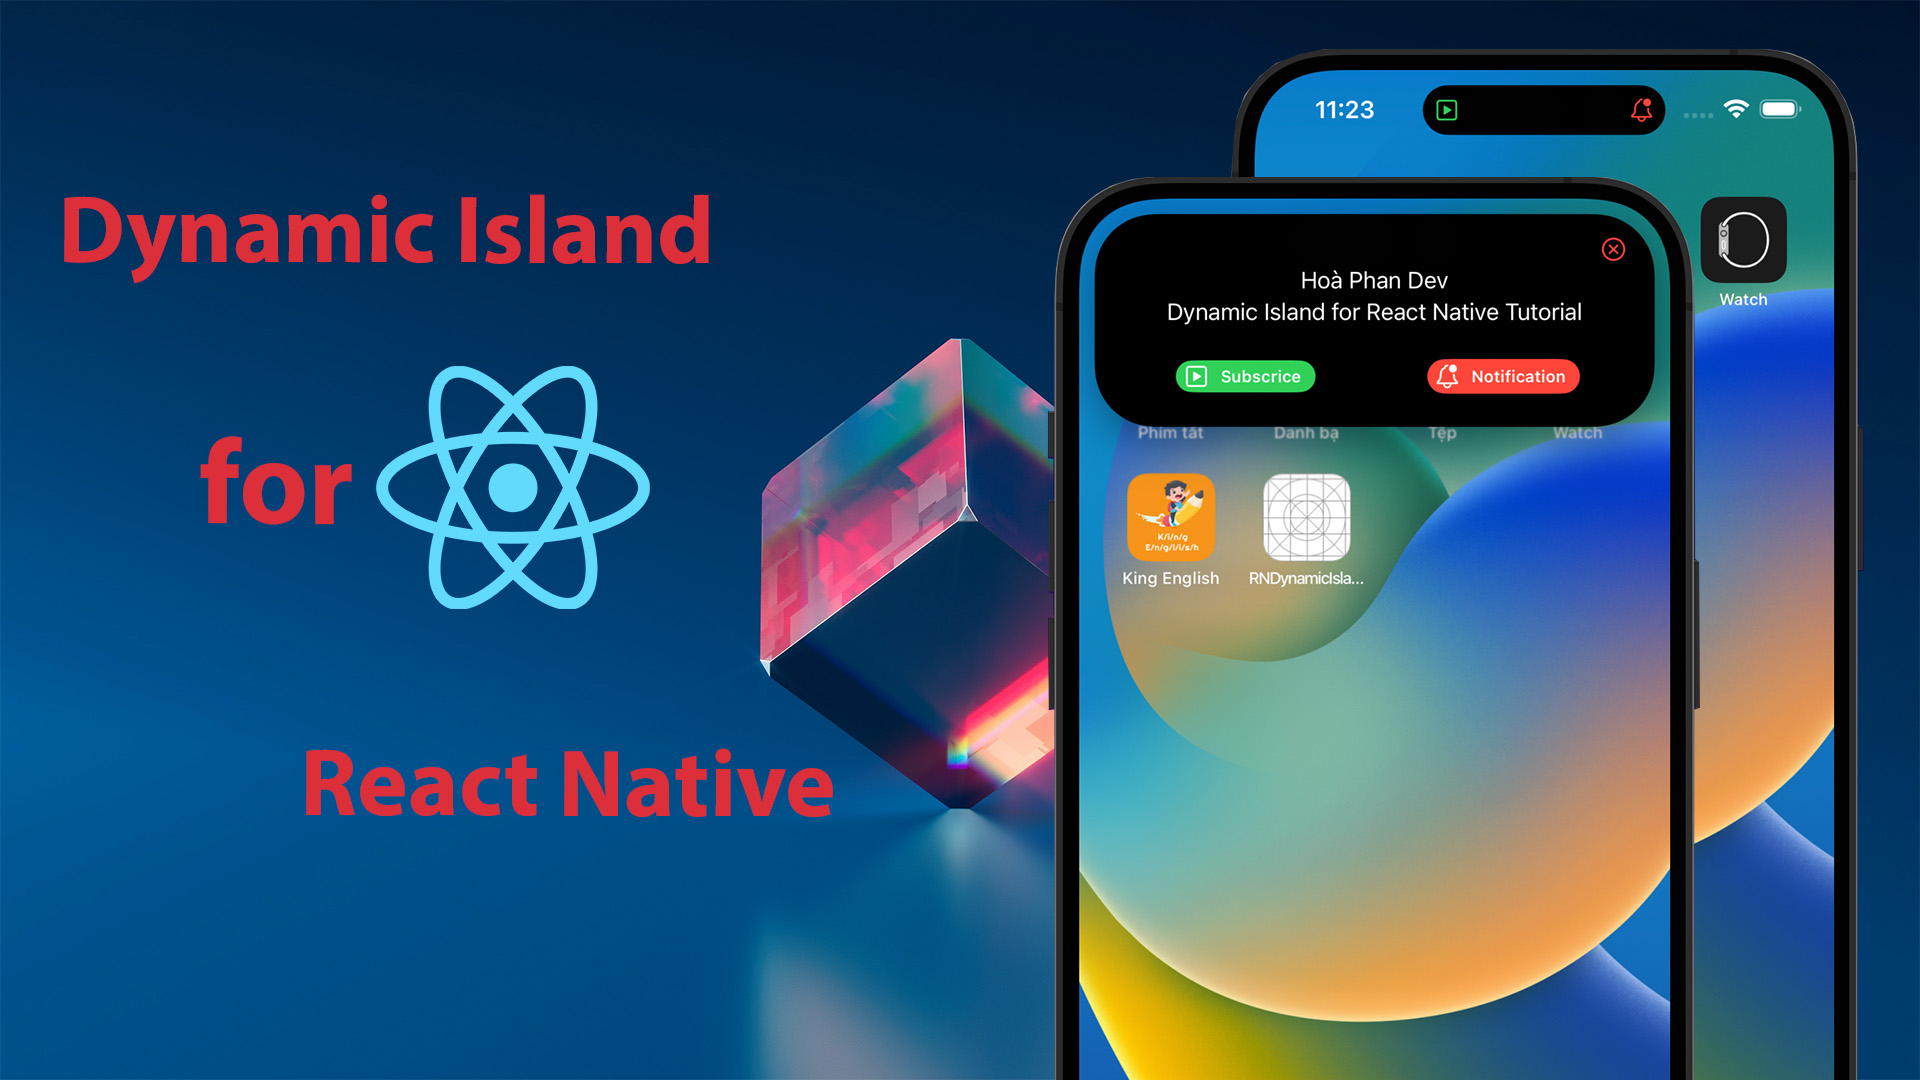 Dynamic Island
for
React Native
11:23
Watch
Hoà Phan Dev
Dynamic Island for React Native Tutorial
Subscrice
Notification
Phím tắt
Danh bạ
Tệp
Watch
K/i/n/g
E/n/g/l/i/s/h
King English
RNDynamicIsla...